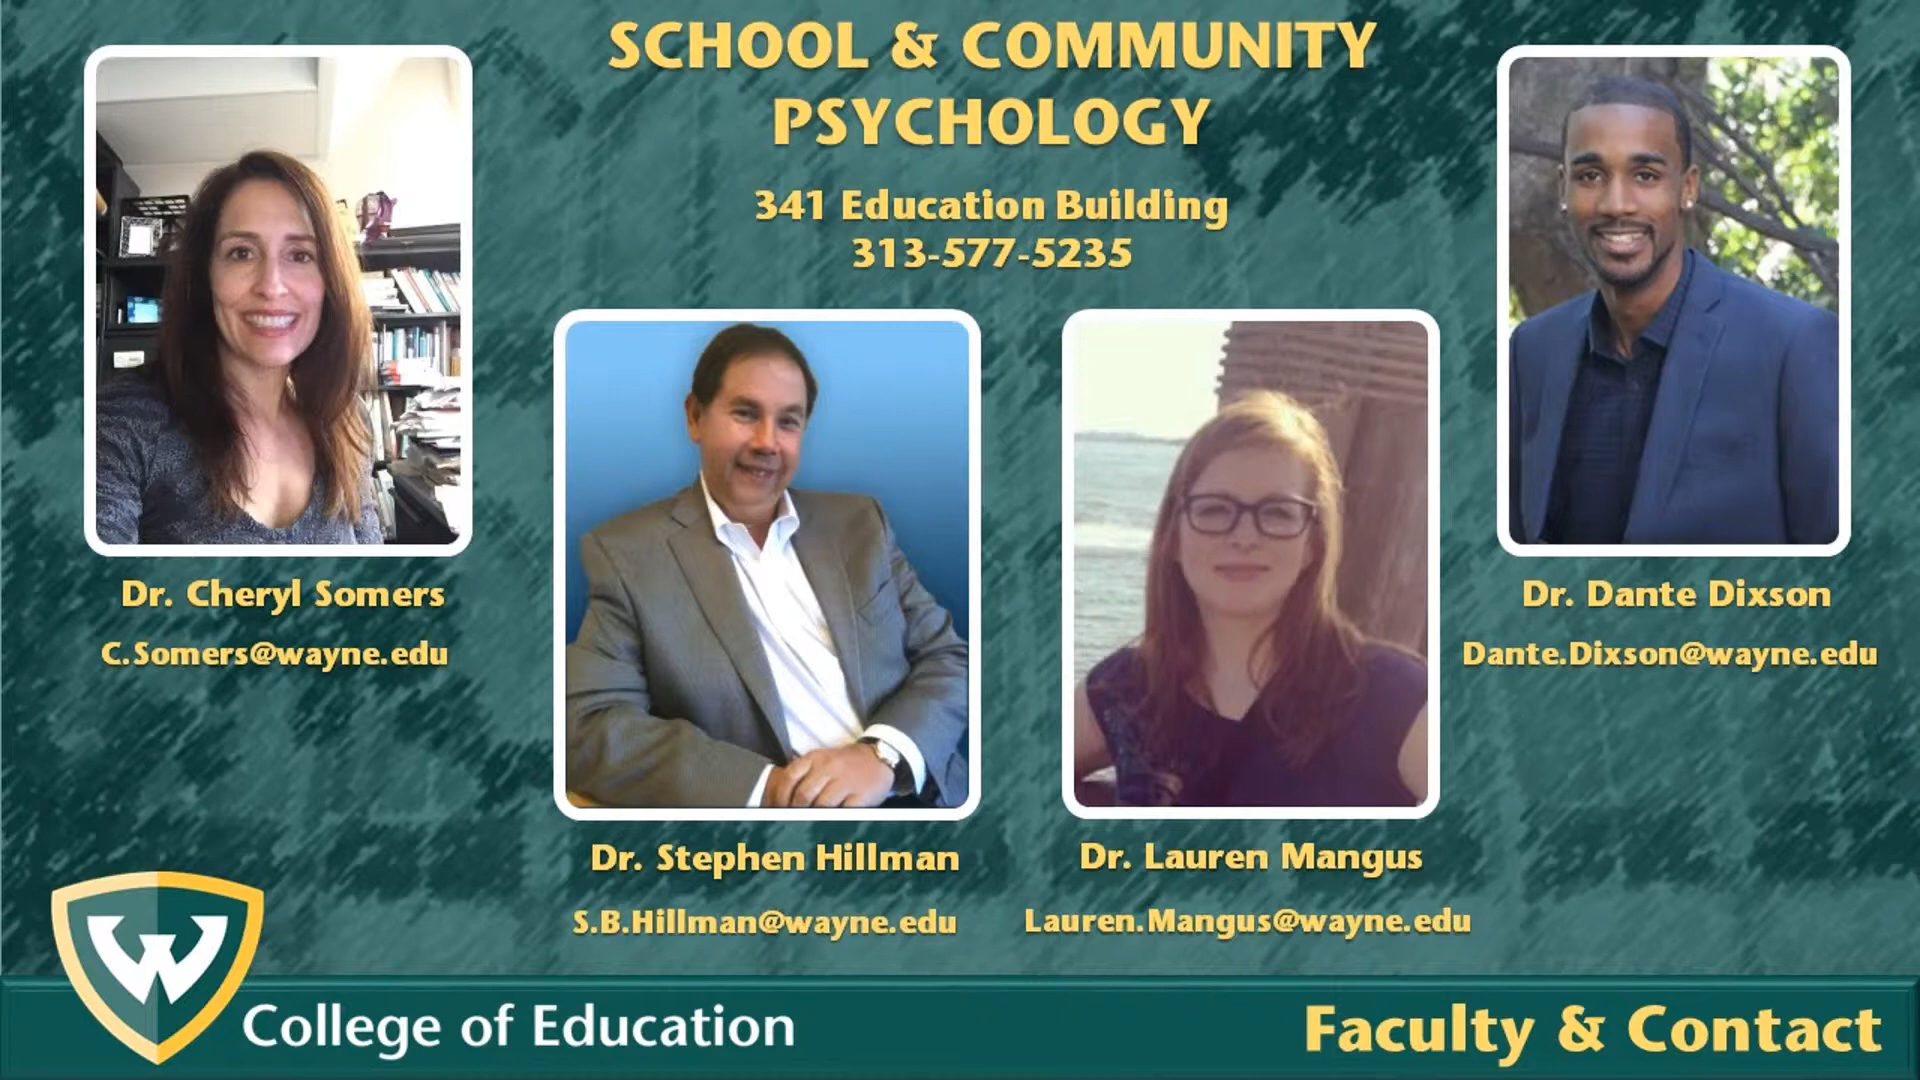 SCHOOL & COMMUNITY
PSYCHOLOGY
341 Education Building
313-577-5235
Dr. Cheryl Somers
C.Somers@wayne.edu
Dr. Stephen Hillman
S.B.Hillman@wayne.edu
Dr. Lauren Mangus
Lauren.Mangus@wayne.edu
Dr. Dante Dixson
Dante.Dixson@wayne.edu
W
College of Education
Faculty & Contact